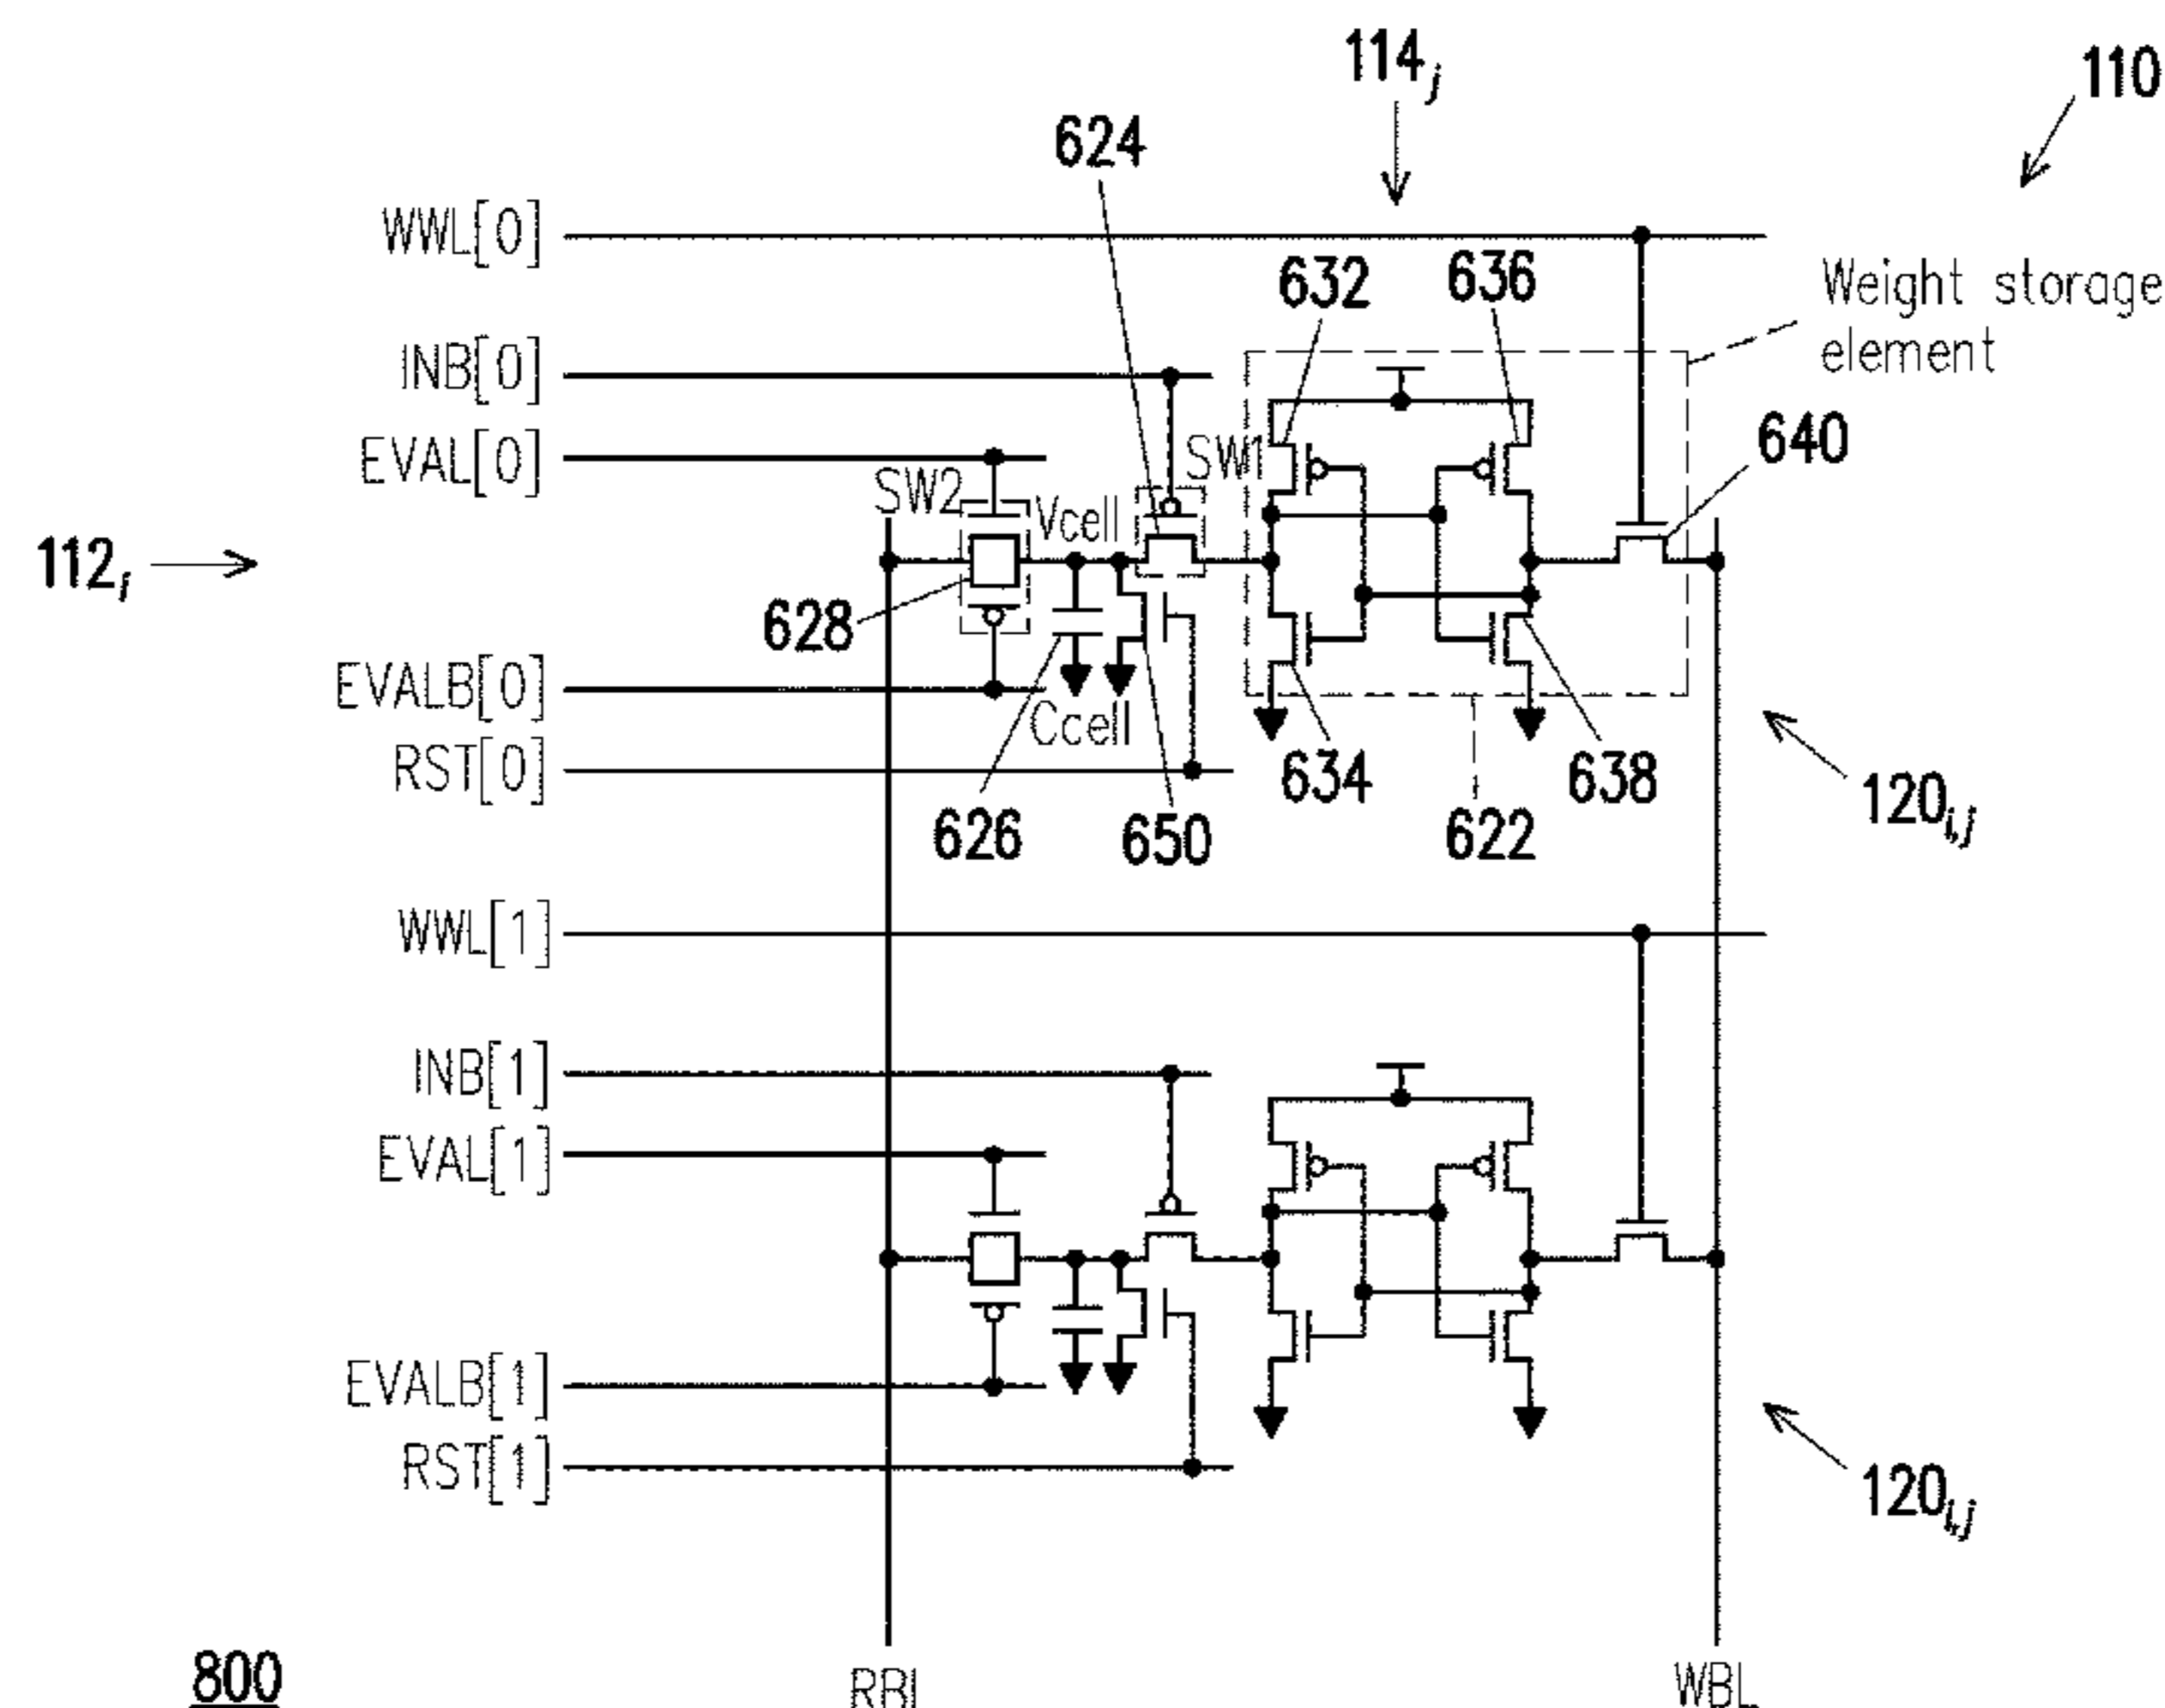 114j
110
624
WWL[0]
632
636
Weight storage
element
INB[0]
EVAL[0]
SW2
Vcell
SW1
640
112i
628
EVALB[0]
Ccell
RST[0]
634
638
626
650
622
120i,j
WWL[1]
INB[1]
EVAL[1]
EVALB[1]
RST[1]
120i,j
800
RBL
WBL